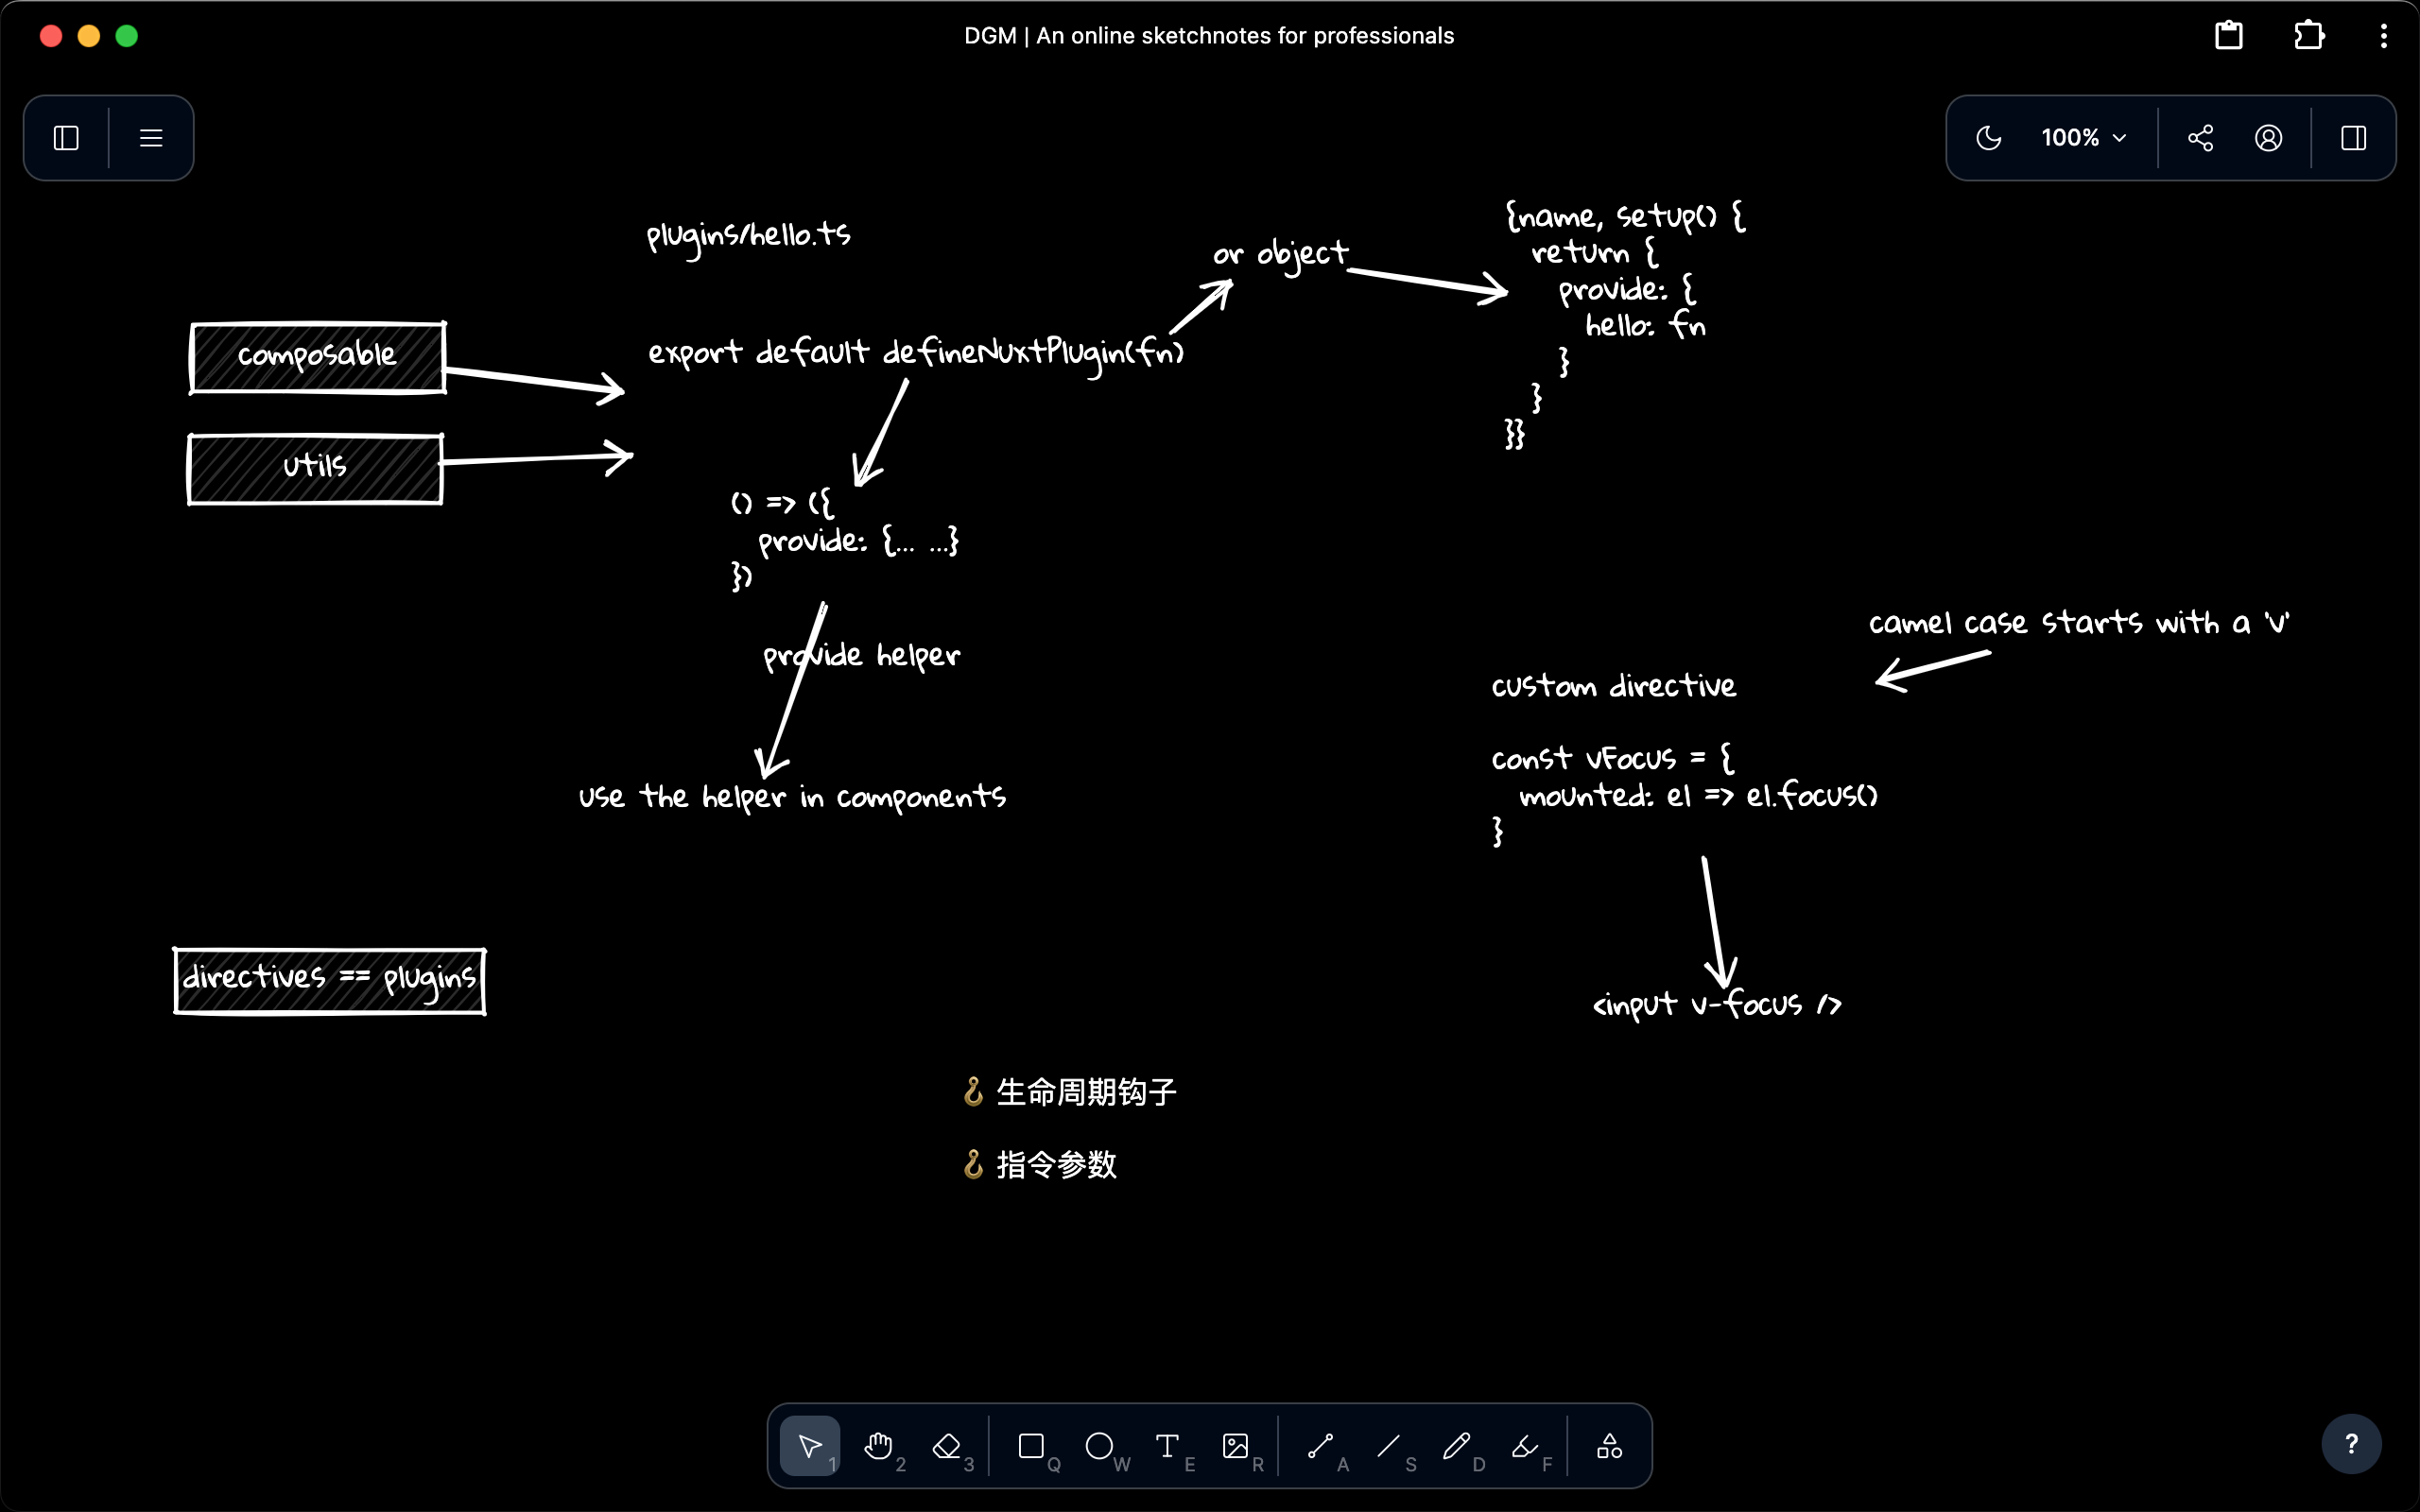 DGM | An online sketchnotes for professionals
100%
plugins/hello.ts
or object
{name, setup() {
return {
provide: {
hello: fn
}
}
}}
composable
export default defineNuxtPlugin(fn)
utils
() => ({
provide: {... ...}
})
provide helper
use the helper in components
camel case starts with a 'v'
custom directive
const vFocus = {
mounted: el => el.focus()
}
<input v-focus />
directives == plugins
🪝 生命周期钩子
🪝 指令参数
1 2 3 Q W E R A S D F
?